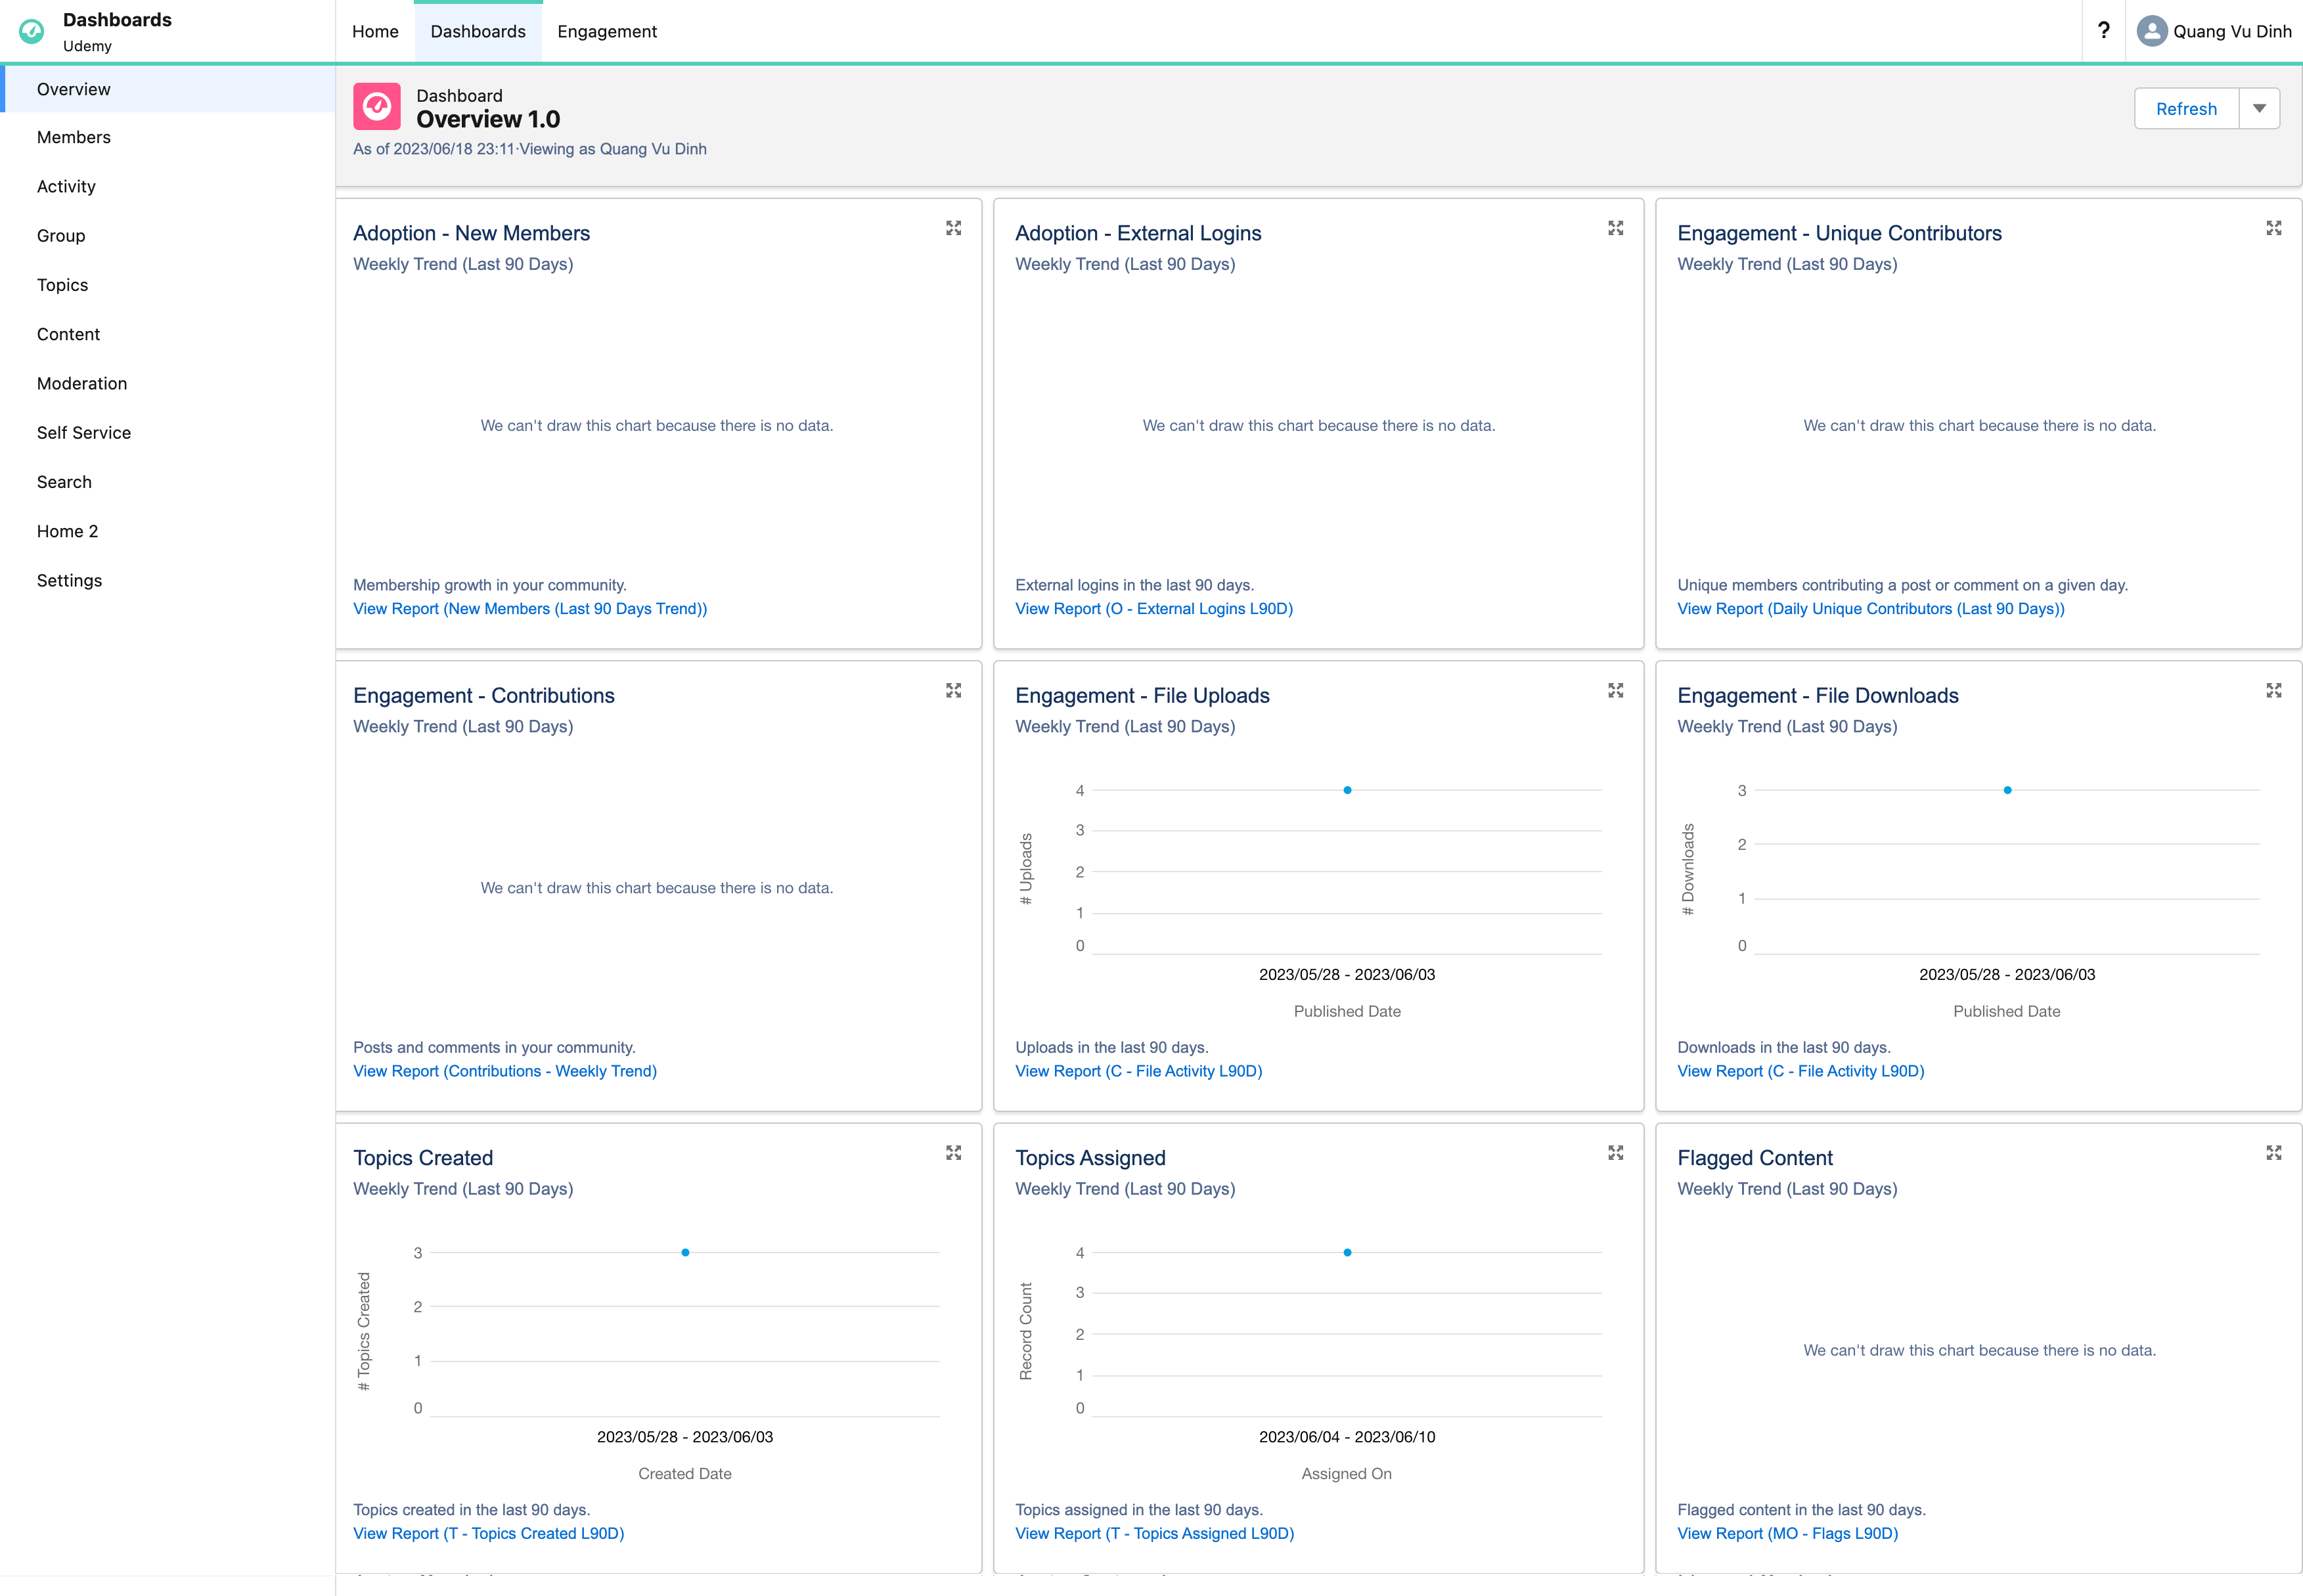 Dashboards
Udemy
Home
Dashboards
Engagement
?
Quang Vu Dinh
Overview
Members
Activity
Group
Topics
Content
Moderation
Self Service
Search
Home 2
Settings
Dashboard
Overview 1.0
As of 2023/06/18 23:11·Viewing as Quang Vu Dinh
Refresh
Adoption - New Members
Weekly Trend (Last 90 Days)
We can't draw this chart because there is no data.
Membership growth in your community.
View Report (New Members (Last 90 Days Trend))
Adoption - External Logins
Weekly Trend (Last 90 Days)
We can't draw this chart because there is no data.
External logins in the last 90 days.
View Report (O - External Logins L90D)
Engagement - Unique Contributors
Weekly Trend (Last 90 Days)
We can't draw this chart because there is no data.
Unique members contributing a post or comment on a given day.
View Report (Daily Unique Contributors (Last 90 Days))
Engagement - Contributions
Weekly Trend (Last 90 Days)
We can't draw this chart because there is no data.
Posts and comments in your community.
View Report (Contributions - Weekly Trend)
Engagement - File Uploads
Weekly Trend (Last 90 Days)
# Uploads
4
3
2
1
0
2023/05/28 - 2023/06/03
Published Date
Uploads in the last 90 days.
View Report (C - File Activity L90D)
Engagement - File Downloads
Weekly Trend (Last 90 Days)
# Downloads
3
2
1
0
2023/05/28 - 2023/06/03
Published Date
Downloads in the last 90 days.
View Report (C - File Activity L90D)
Topics Created
Weekly Trend (Last 90 Days)
# Topics Created
3
2
1
0
2023/05/28 - 2023/06/03
Created Date
Topics created in the last 90 days.
View Report (T - Topics Created L90D)
Topics Assigned
Weekly Trend (Last 90 Days)
Record Count
4
3
2
1
0
2023/06/04 - 2023/06/10
Assigned On
Topics assigned in the last 90 days.
View Report (T - Topics Assigned L90D)
Flagged Content
Weekly Trend (Last 90 Days)
We can't draw this chart because there is no data.
Flagged content in the last 90 days.
View Report (MO - Flags L90D)